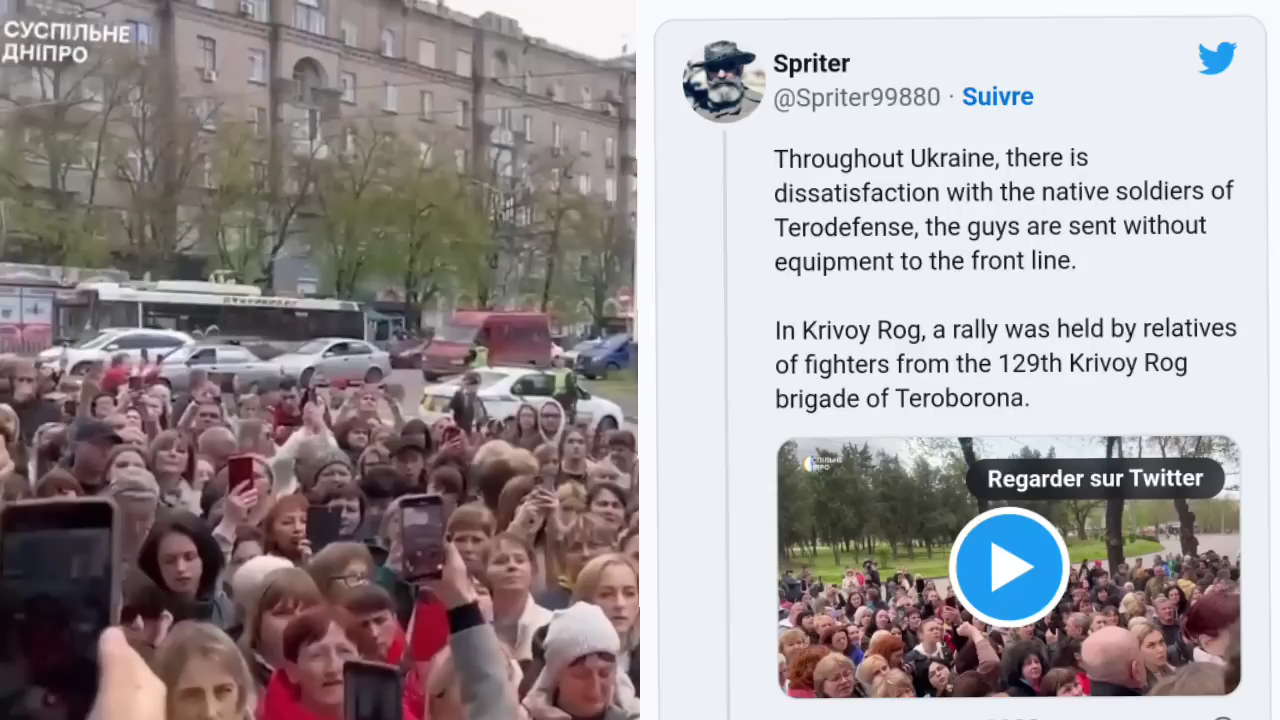 СУСПІЛЬНЕ
ДНІПРО
Spriter
@Spriter99880 · Suivre
Throughout Ukraine, there is
dissatisfaction with the native soldiers of
Terodefense, the guys are sent without
equipment to the front line.
In Krivoy Rog, a rally was held by relatives
of fighters from the 129th Krivoy Rog
brigade of Teroborona.
Regarder sur Twitter